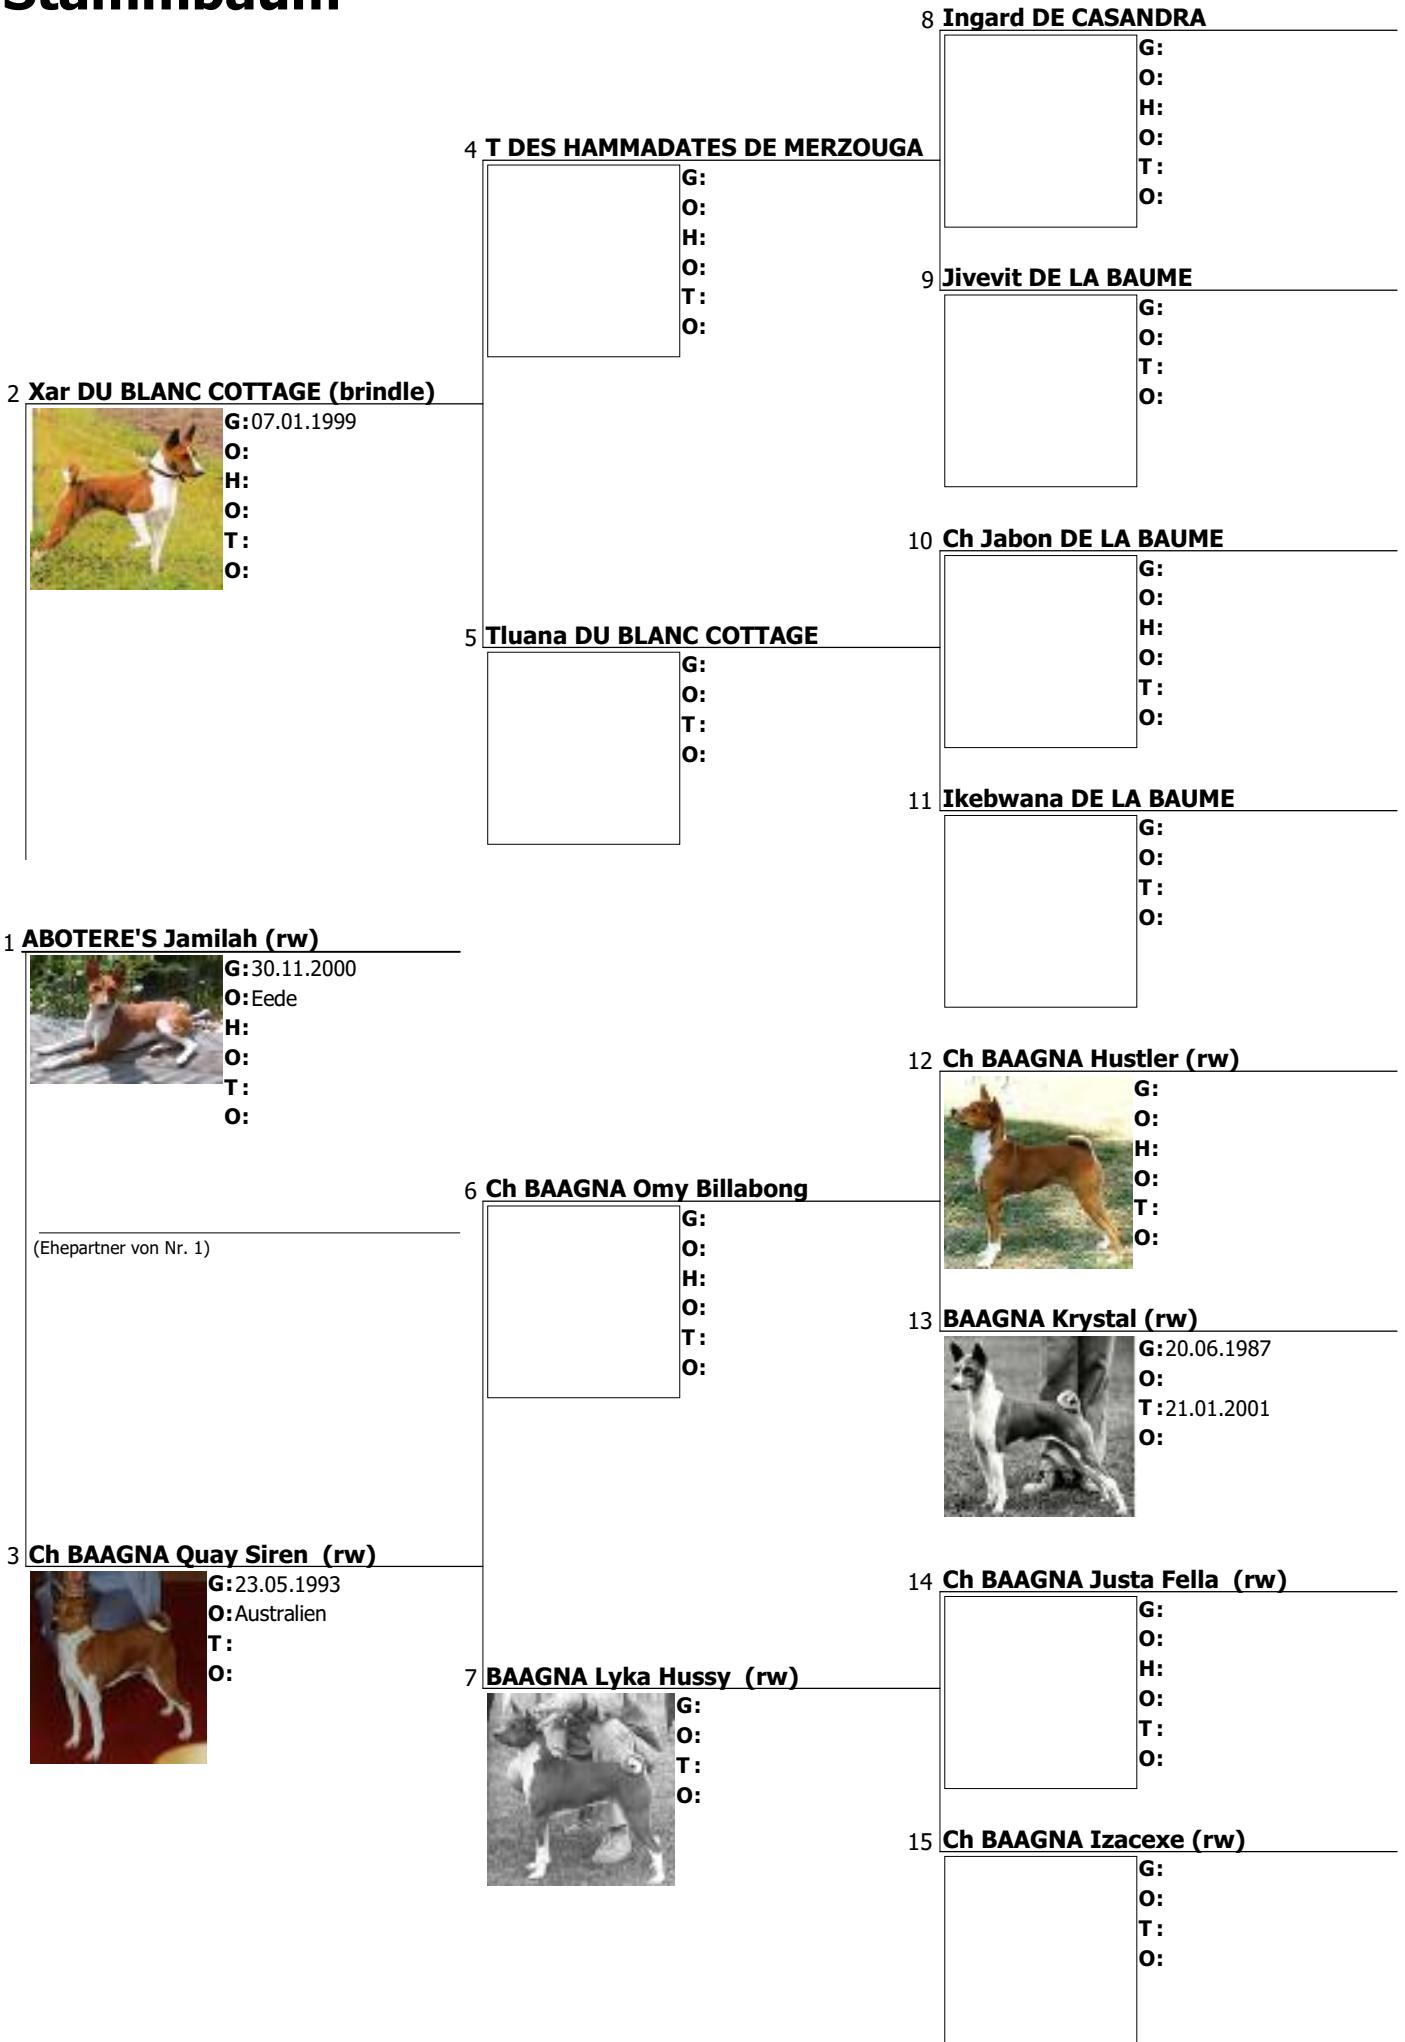 Stammbaum
8 Ingard DE CASANDRA
G:
O:
H:
O:
T:
O:
4 T DES HAMMADATES DE MERZOUGA
G:
O:
H:
O:
T:
O:
9 Jivevit DE LA BAUME
G:
O:
T:
O:
2 Xar DU BLANC COTTAGE (brindle)
G: 07.01.1999
O:
H:
O:
T:
O:
10 Ch Jabon DE LA BAUME
G:
O:
H:
O:
T:
O:
5 Tluana DU BLANC COTTAGE
G:
O:
T:
O:
11 Ikebwana DE LA BAUME
G:
O:
T:
O:
1 ABOTERE'S Jamilah (rw)
G: 30.11.2000
O: Eede
H:
O:
T:
O:
(Ehepartner von Nr. 1)
12 Ch BAAGNA Hustler (rw)
G:
O:
H:
O:
T:
O:
6 Ch BAAGNA Omy Billabong
G:
O:
H:
O:
T:
O:
13 BAAGNA Krystal (rw)
G: 20.06.1987
O:
T: 21.01.2001
O:
3 Ch BAAGNA Quay Siren (rw)
G: 23.05.1993
O: Australien
T:
O:
14 Ch BAAGNA Justa Fella (rw)
G:
O:
H:
O:
T:
O:
7 BAAGNA Lyka Hussy (rw)
G:
O:
T:
O:
15 Ch BAAGNA Izacexe (rw)
G:
O:
T:
O: